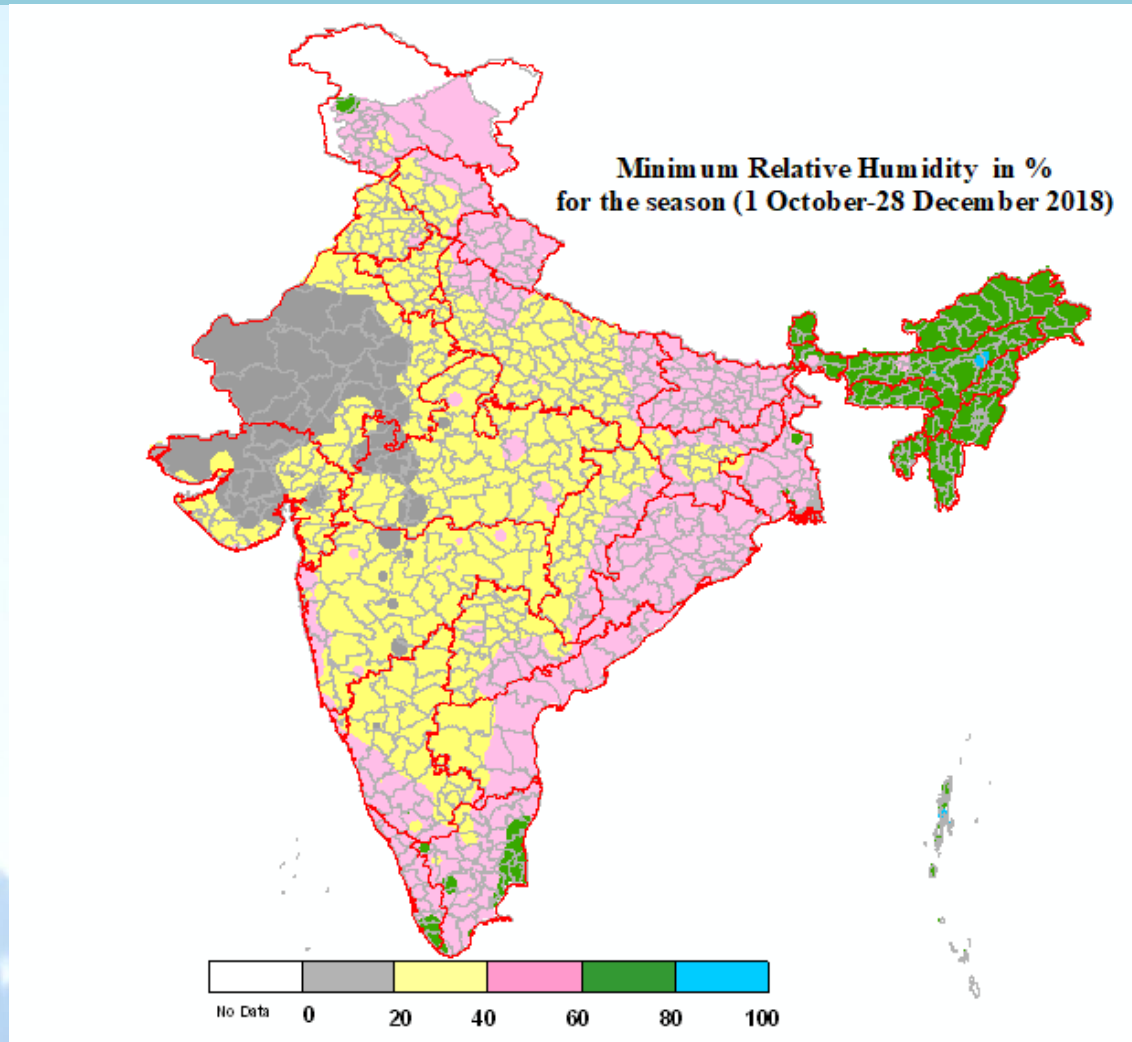 Minimum Relative Humidity in %
for the season (1 October-28 December 2018)
No Data 0 20 40 60 80 100